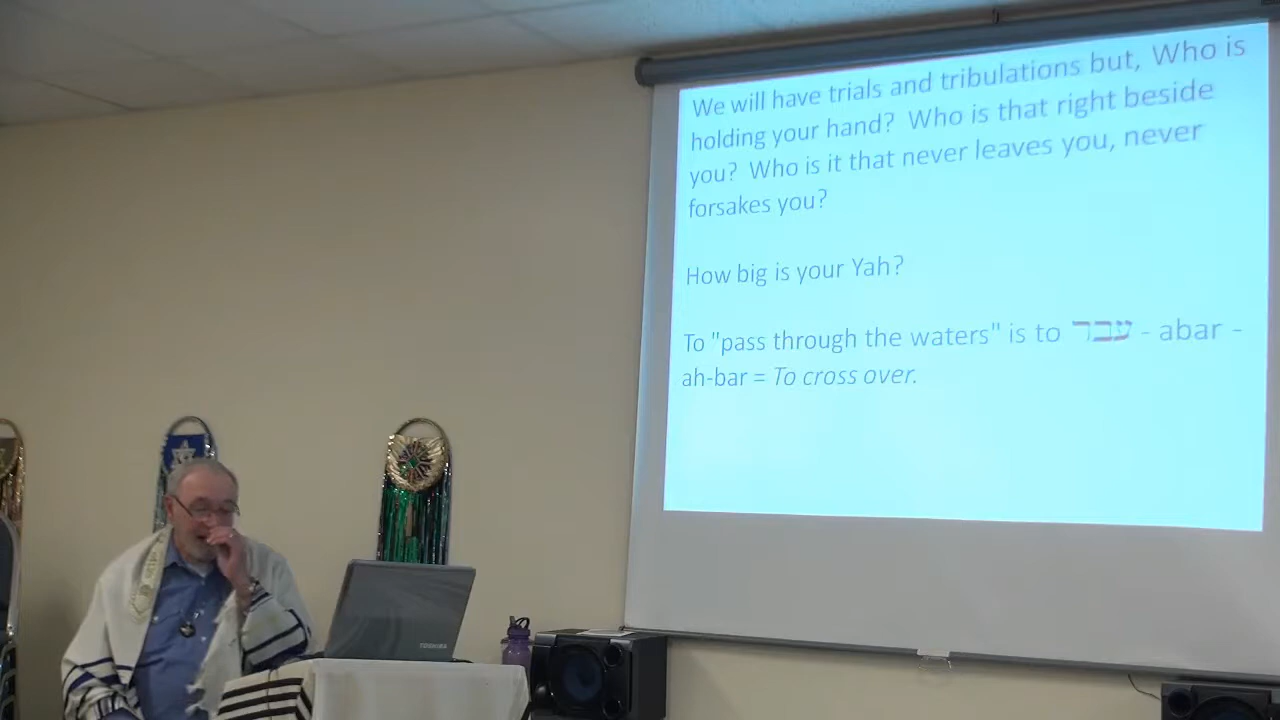 We will have trials and tribulations but, Who is
holding your hand? Who is that right beside
you? Who is it that never leaves you, never
forsakes you?
How big is your Yah?
To "pass through the waters" is to עבר - abar -
ah-bar = To cross over.
TOSHIBA